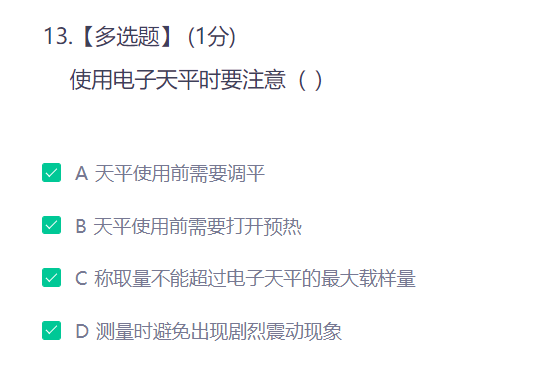 13.【多选题】 (1分)
使用电子天平时要注意（ ）
A 天平使用前需要调平
B 天平使用前需要打开预热
C 称取量不能超过电子天平的最大载样量
D 测量时避免出现剧烈震动现象